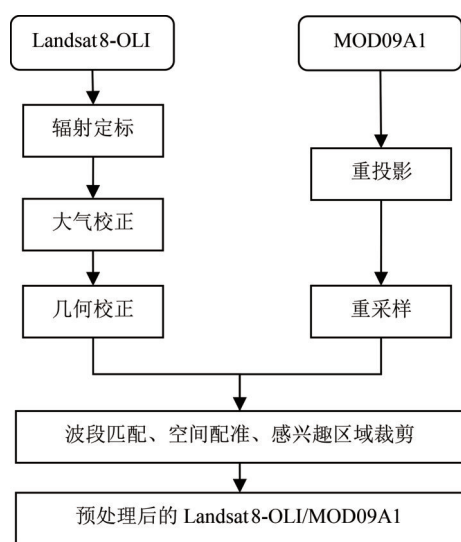 Landsat8-OLI
MOD09A1
辐射定标
重投影
大气校正
几何校正
重采样
波段匹配、空间配准、感兴趣区域裁剪
预处理后的 Landsat8-OLI/MOD09A1